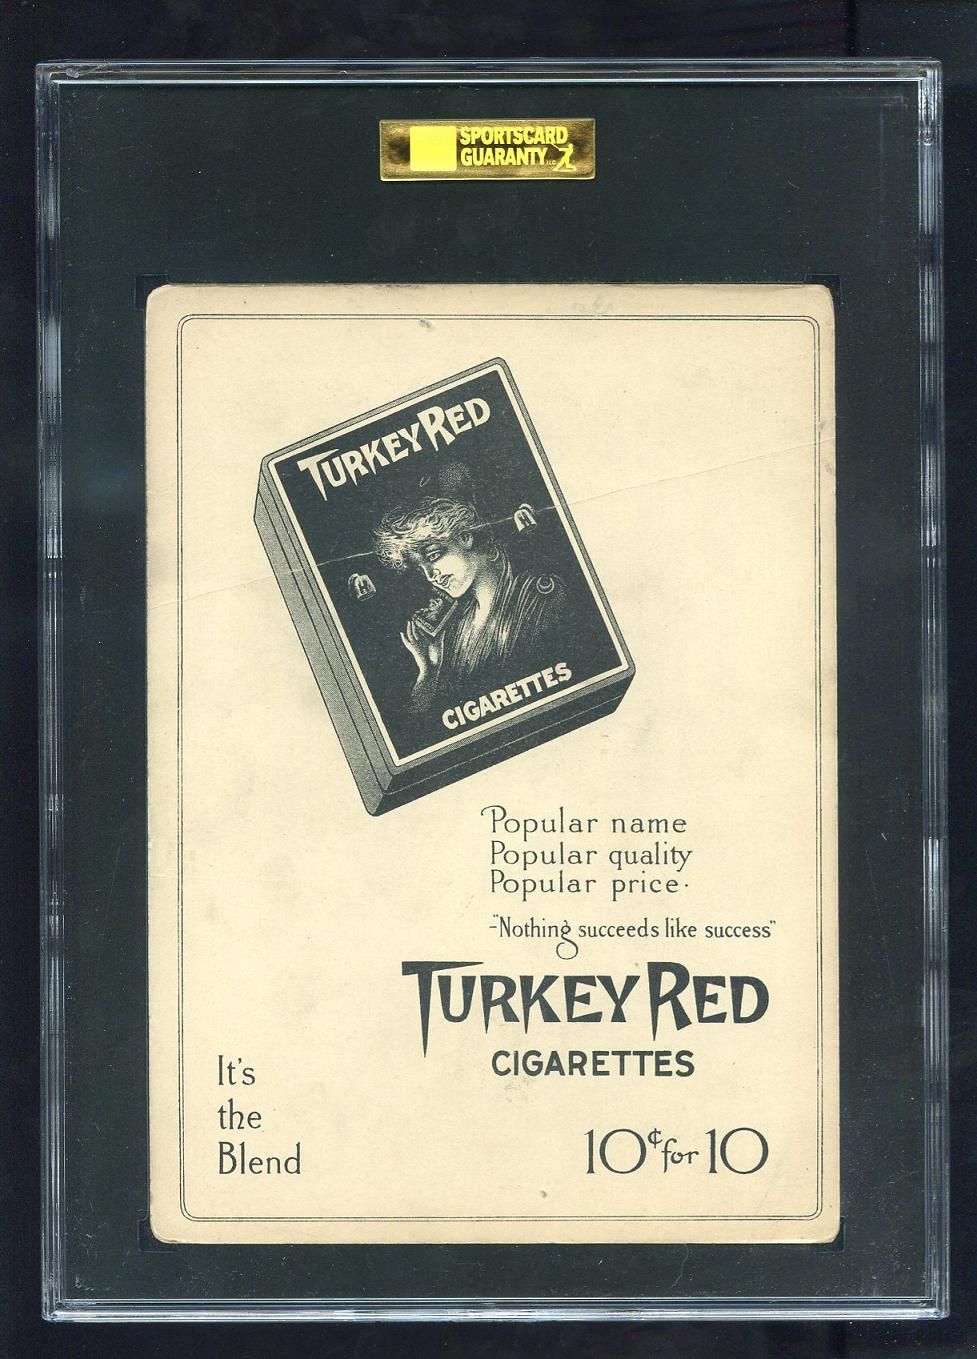 SPORTSCARD
GUARANTY LLC
TURKEY RED
CIGARETTES
Popular name
Popular quality
Popular price.
-"Nothing succeeds like success"
TURKEY RED
CIGARETTES
It's
the
Blend
10¢ for 10